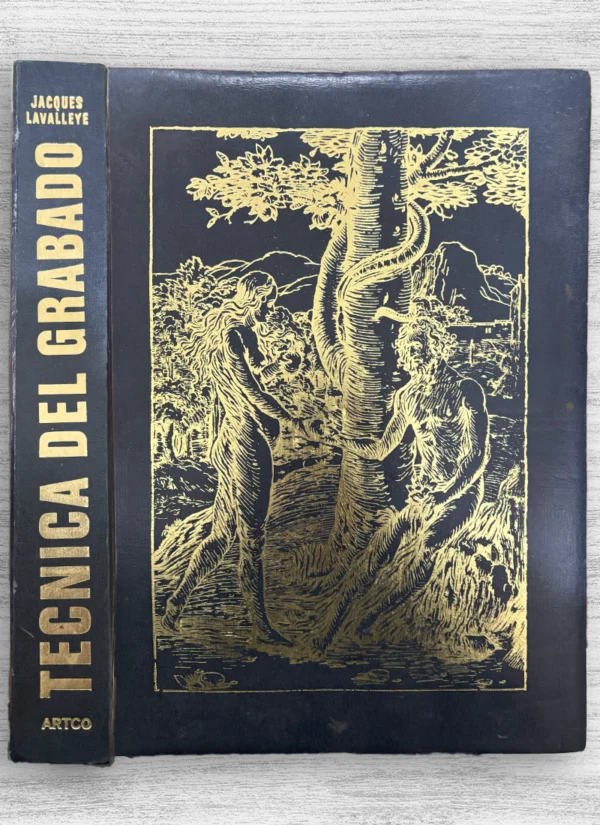 JACQUES
LAVALLEYE
TECNICA DEL GRABADO
ARTCO